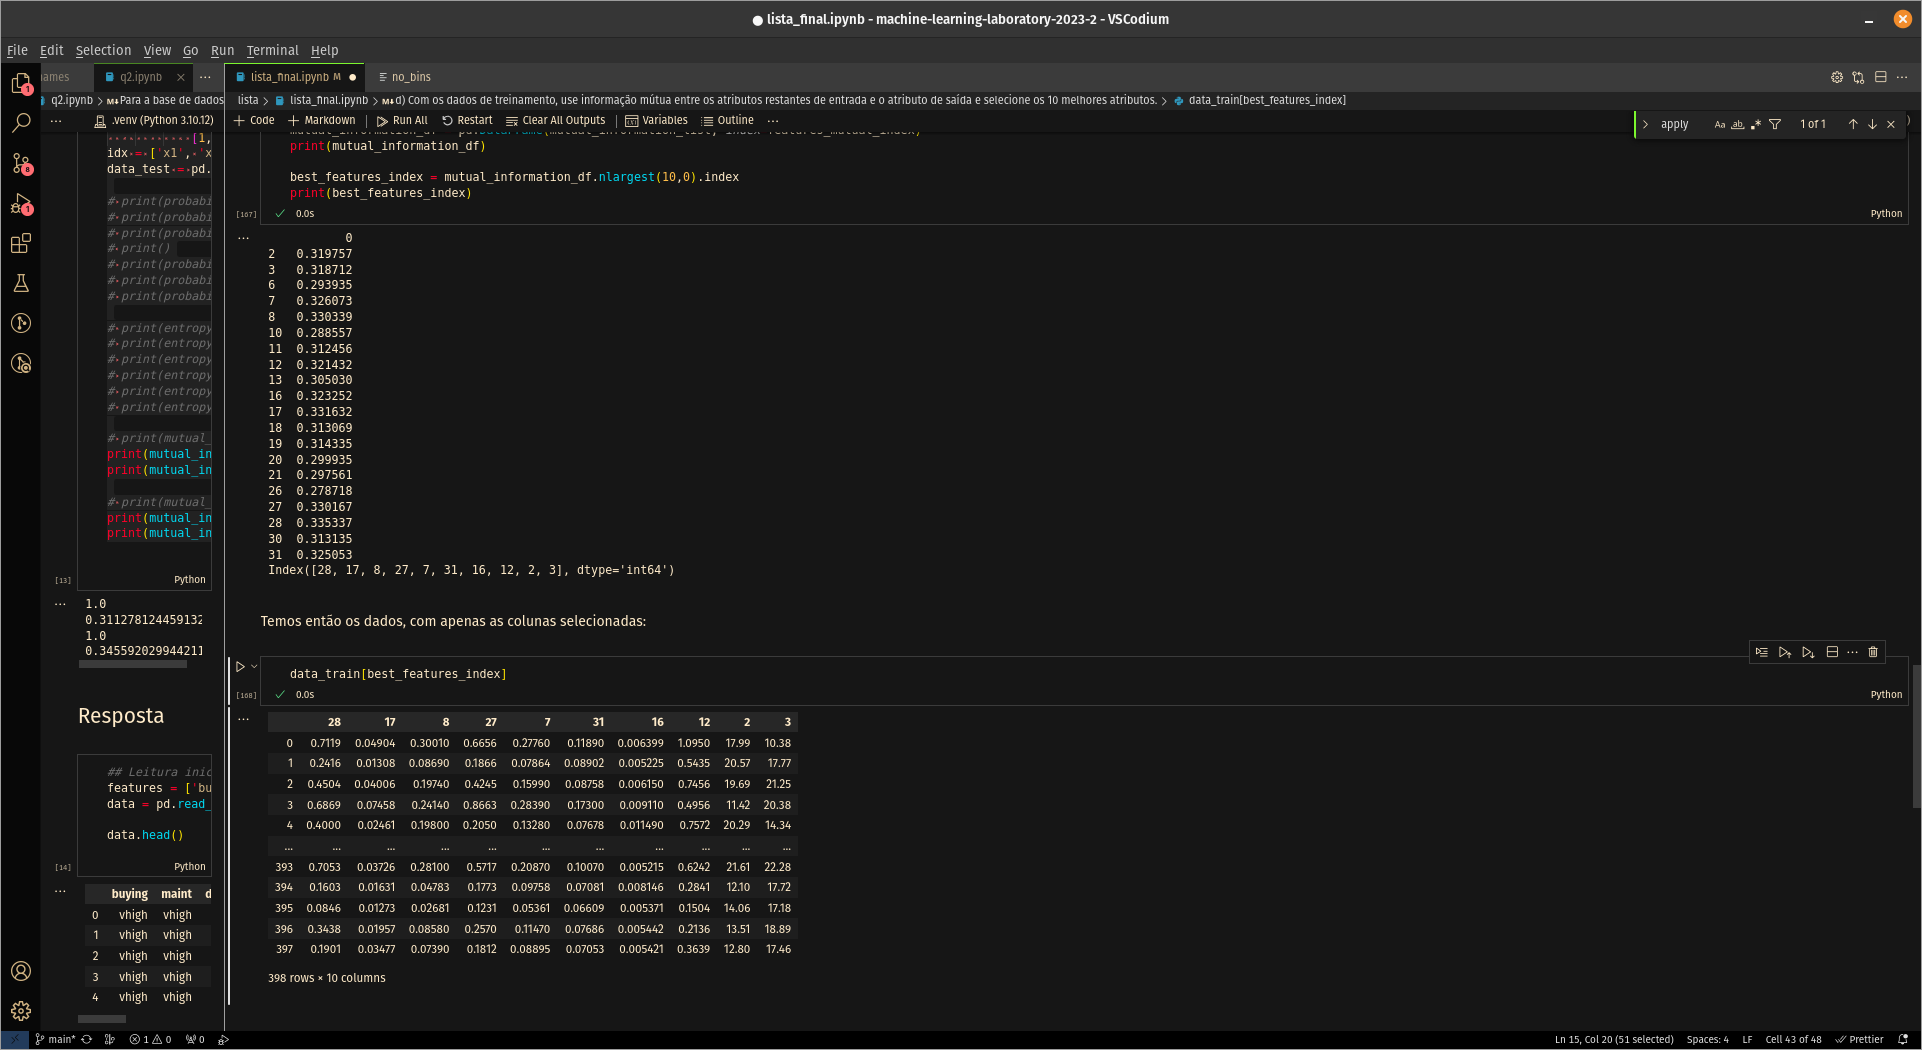 lista_final.ipynb - machine-learning-laboratory-2023-2 - VSCodium
File Edit Selection View Go Run Terminal Help
q2.ipynb
lista_final.ipynb M
no_bins
q2.ipynb > M↓Para a base de dados
lista > lista_final.ipynb > M↓d) Com os dados de treinamento, use informação mútua entre os atributos restantes de entrada e o atributo de saída e selecione os 10 melhores atributos. > data_train[best_features_index]
.venv (Python 3.10.12)
+ Code + Markdown | Run All Restart Clear All Outputs | Variables Outline ...
apply
Aa ab .* 1 of 1
[1,
idx = ['x1', 'x
data_test = pd.
# print(probabi
# print(probabi
# print(probabi
# print()
# print(probabi
# print(probabi
# print(probabi
# print(entropy
# print(entropy
# print(entropy
# print(entropy
# print(entropy
# print(entropy
# print(mutual_
print(mutual_in
print(mutual_in
# print(mutual_
print(mutual_in
print(mutual_in
[13]
Python
1.0
0.311278124459132
1.0
0.345592029944211
Resposta
## Leitura inic
features = ['bu
data = pd.read_
data.head()
[14]
Python
buying maint d
0 vhigh vhigh
1 vhigh vhigh
2 vhigh vhigh
3 vhigh vhigh
4 vhigh vhigh
print(mutual_information_df)
best_features_index = mutual_information_df.nlargest(10,0).index
print(best_features_index)
[167]
0.0s
Python
0
2 0.319757
3 0.318712
6 0.293935
7 0.326073
8 0.330339
10 0.288557
11 0.312456
12 0.321432
13 0.305030
16 0.323252
17 0.331632
18 0.313069
19 0.314335
20 0.299935
21 0.297561
26 0.278718
27 0.330167
28 0.335337
30 0.313135
31 0.325053
Index([28, 17, 8, 27, 7, 31, 16, 12, 2, 3], dtype='int64')
Temos então os dados, com apenas as colunas selecionadas:
data_train[best_features_index]
[168]
0.0s
Python
28 17 8 27 7 31 16 12 2 3
0 0.7119 0.04904 0.30010 0.6656 0.27760 0.11890 0.006399 1.0950 17.99 10.38
1 0.2416 0.01308 0.08690 0.1866 0.07864 0.08902 0.005225 0.5435 20.57 17.77
2 0.4504 0.04006 0.19740 0.4245 0.15990 0.08758 0.006150 0.7456 19.69 21.25
3 0.6869 0.07458 0.24140 0.8663 0.28390 0.17300 0.009110 0.4956 11.42 20.38
4 0.4000 0.02461 0.19800 0.2050 0.13280 0.07678 0.011490 0.7572 20.29 14.34
... ... ... ... ... ... ... ... ... ... ...
393 0.7053 0.03726 0.28100 0.5717 0.20870 0.10070 0.005215 0.6242 21.61 22.28
394 0.1603 0.01631 0.04783 0.1773 0.09758 0.07081 0.008146 0.2841 12.10 17.72
395 0.0846 0.01273 0.02681 0.1231 0.05361 0.06609 0.005371 0.1504 14.06 17.18
396 0.3438 0.01957 0.08580 0.2570 0.11470 0.07686 0.005442 0.2136 13.51 18.89
397 0.1901 0.03477 0.07390 0.1812 0.08895 0.07053 0.005421 0.3639 12.80 17.46
398 rows × 10 columns
main* 1 0 0
Ln 15, Col 20 (51 selected) Spaces: 4 LF Cell 43 of 48 Prettier